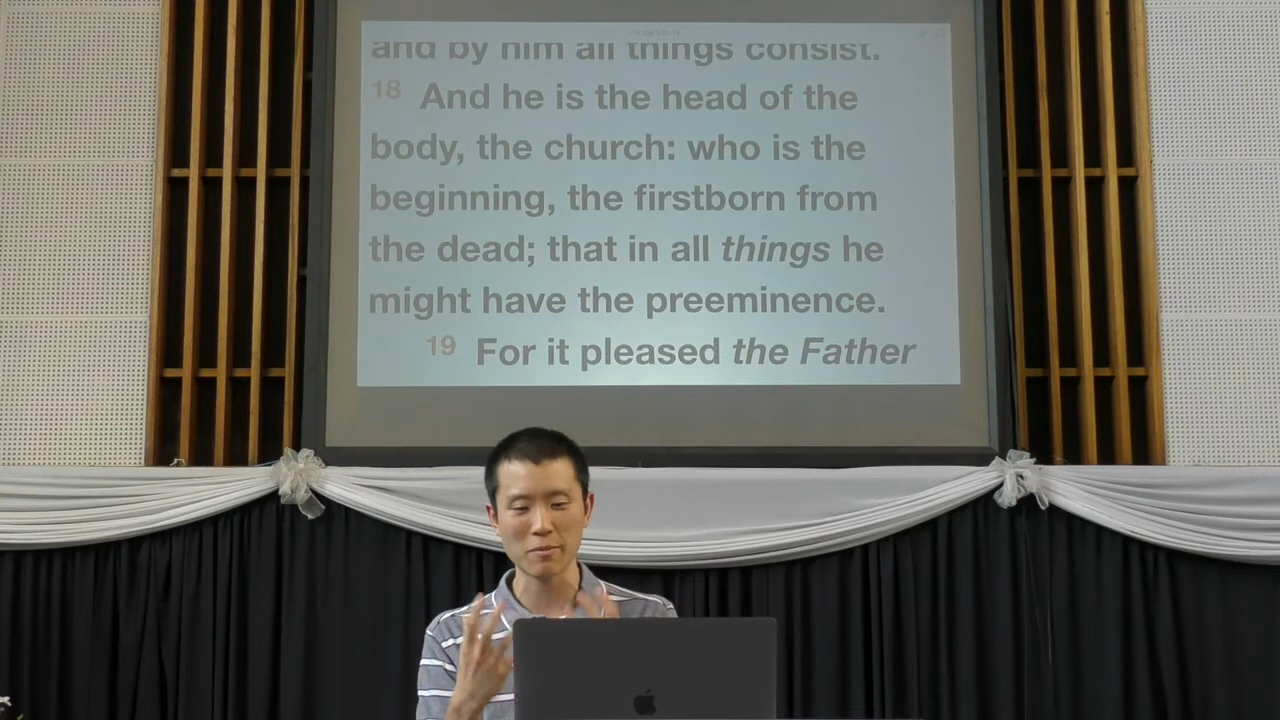 and by him all things consist.
18 And he is the head of the
body, the church: who is the
beginning, the firstborn from
the dead; that in all things he
might have the preeminence.
19 For it pleased the Father